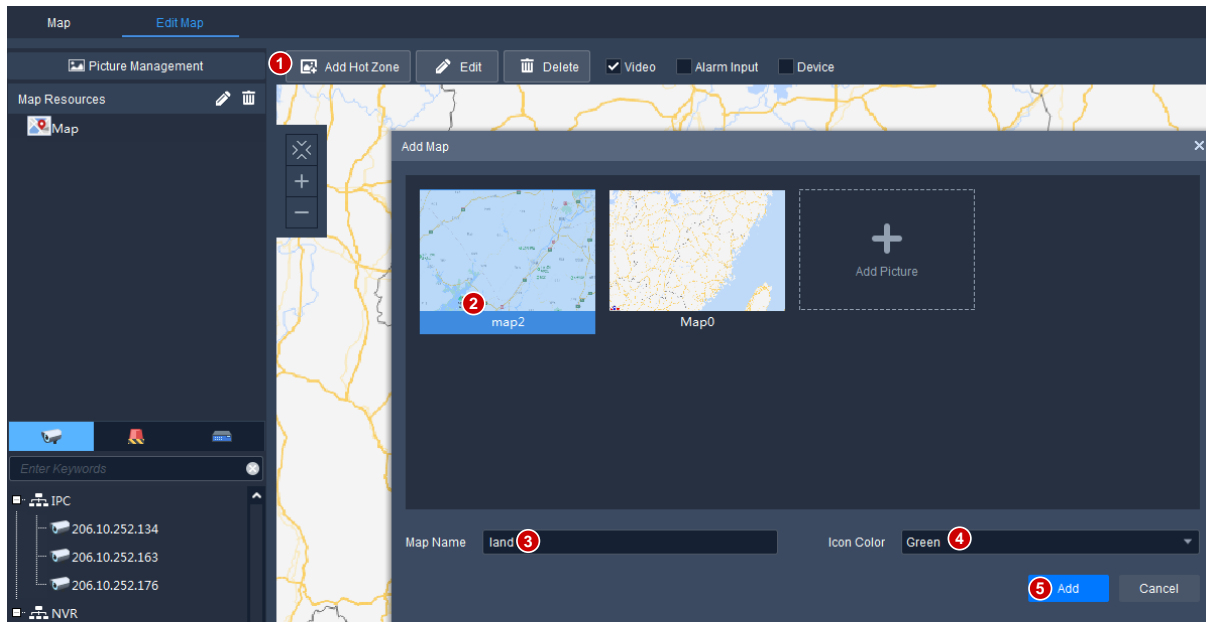 Map Edit Map
Picture Management
1 Add Hot Zone Edit Delete Video Alarm Input Device
Map Resources
Map
Add Map
2
map2
Map0
Add Picture
Enter Keywords
IPC
206.10.252.134
206.10.252.163
206.10.252.176
NVR
Map Name land 3 Icon Color Green 4
5 Add Cancel